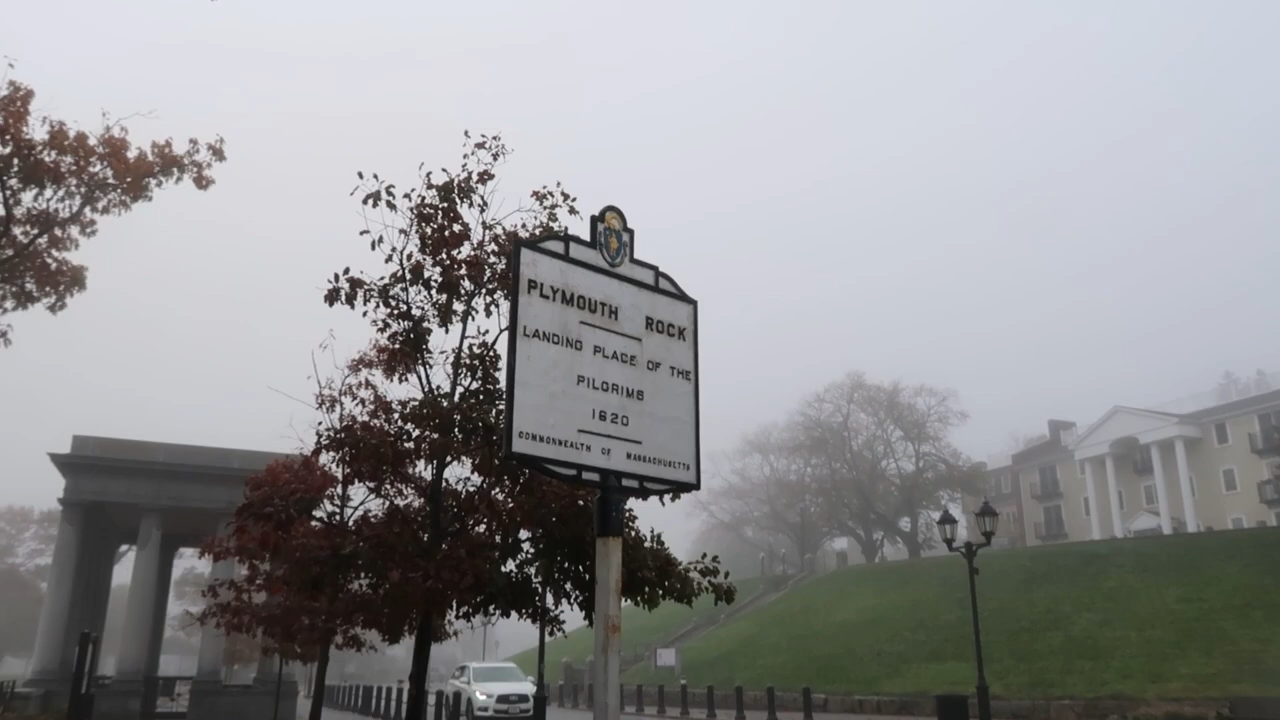 PLYMOUTH ROCK
LANDING PLACE OF THE
PILGRIMS
1620
COMMONWEALTH OF MASSACHUSETTS